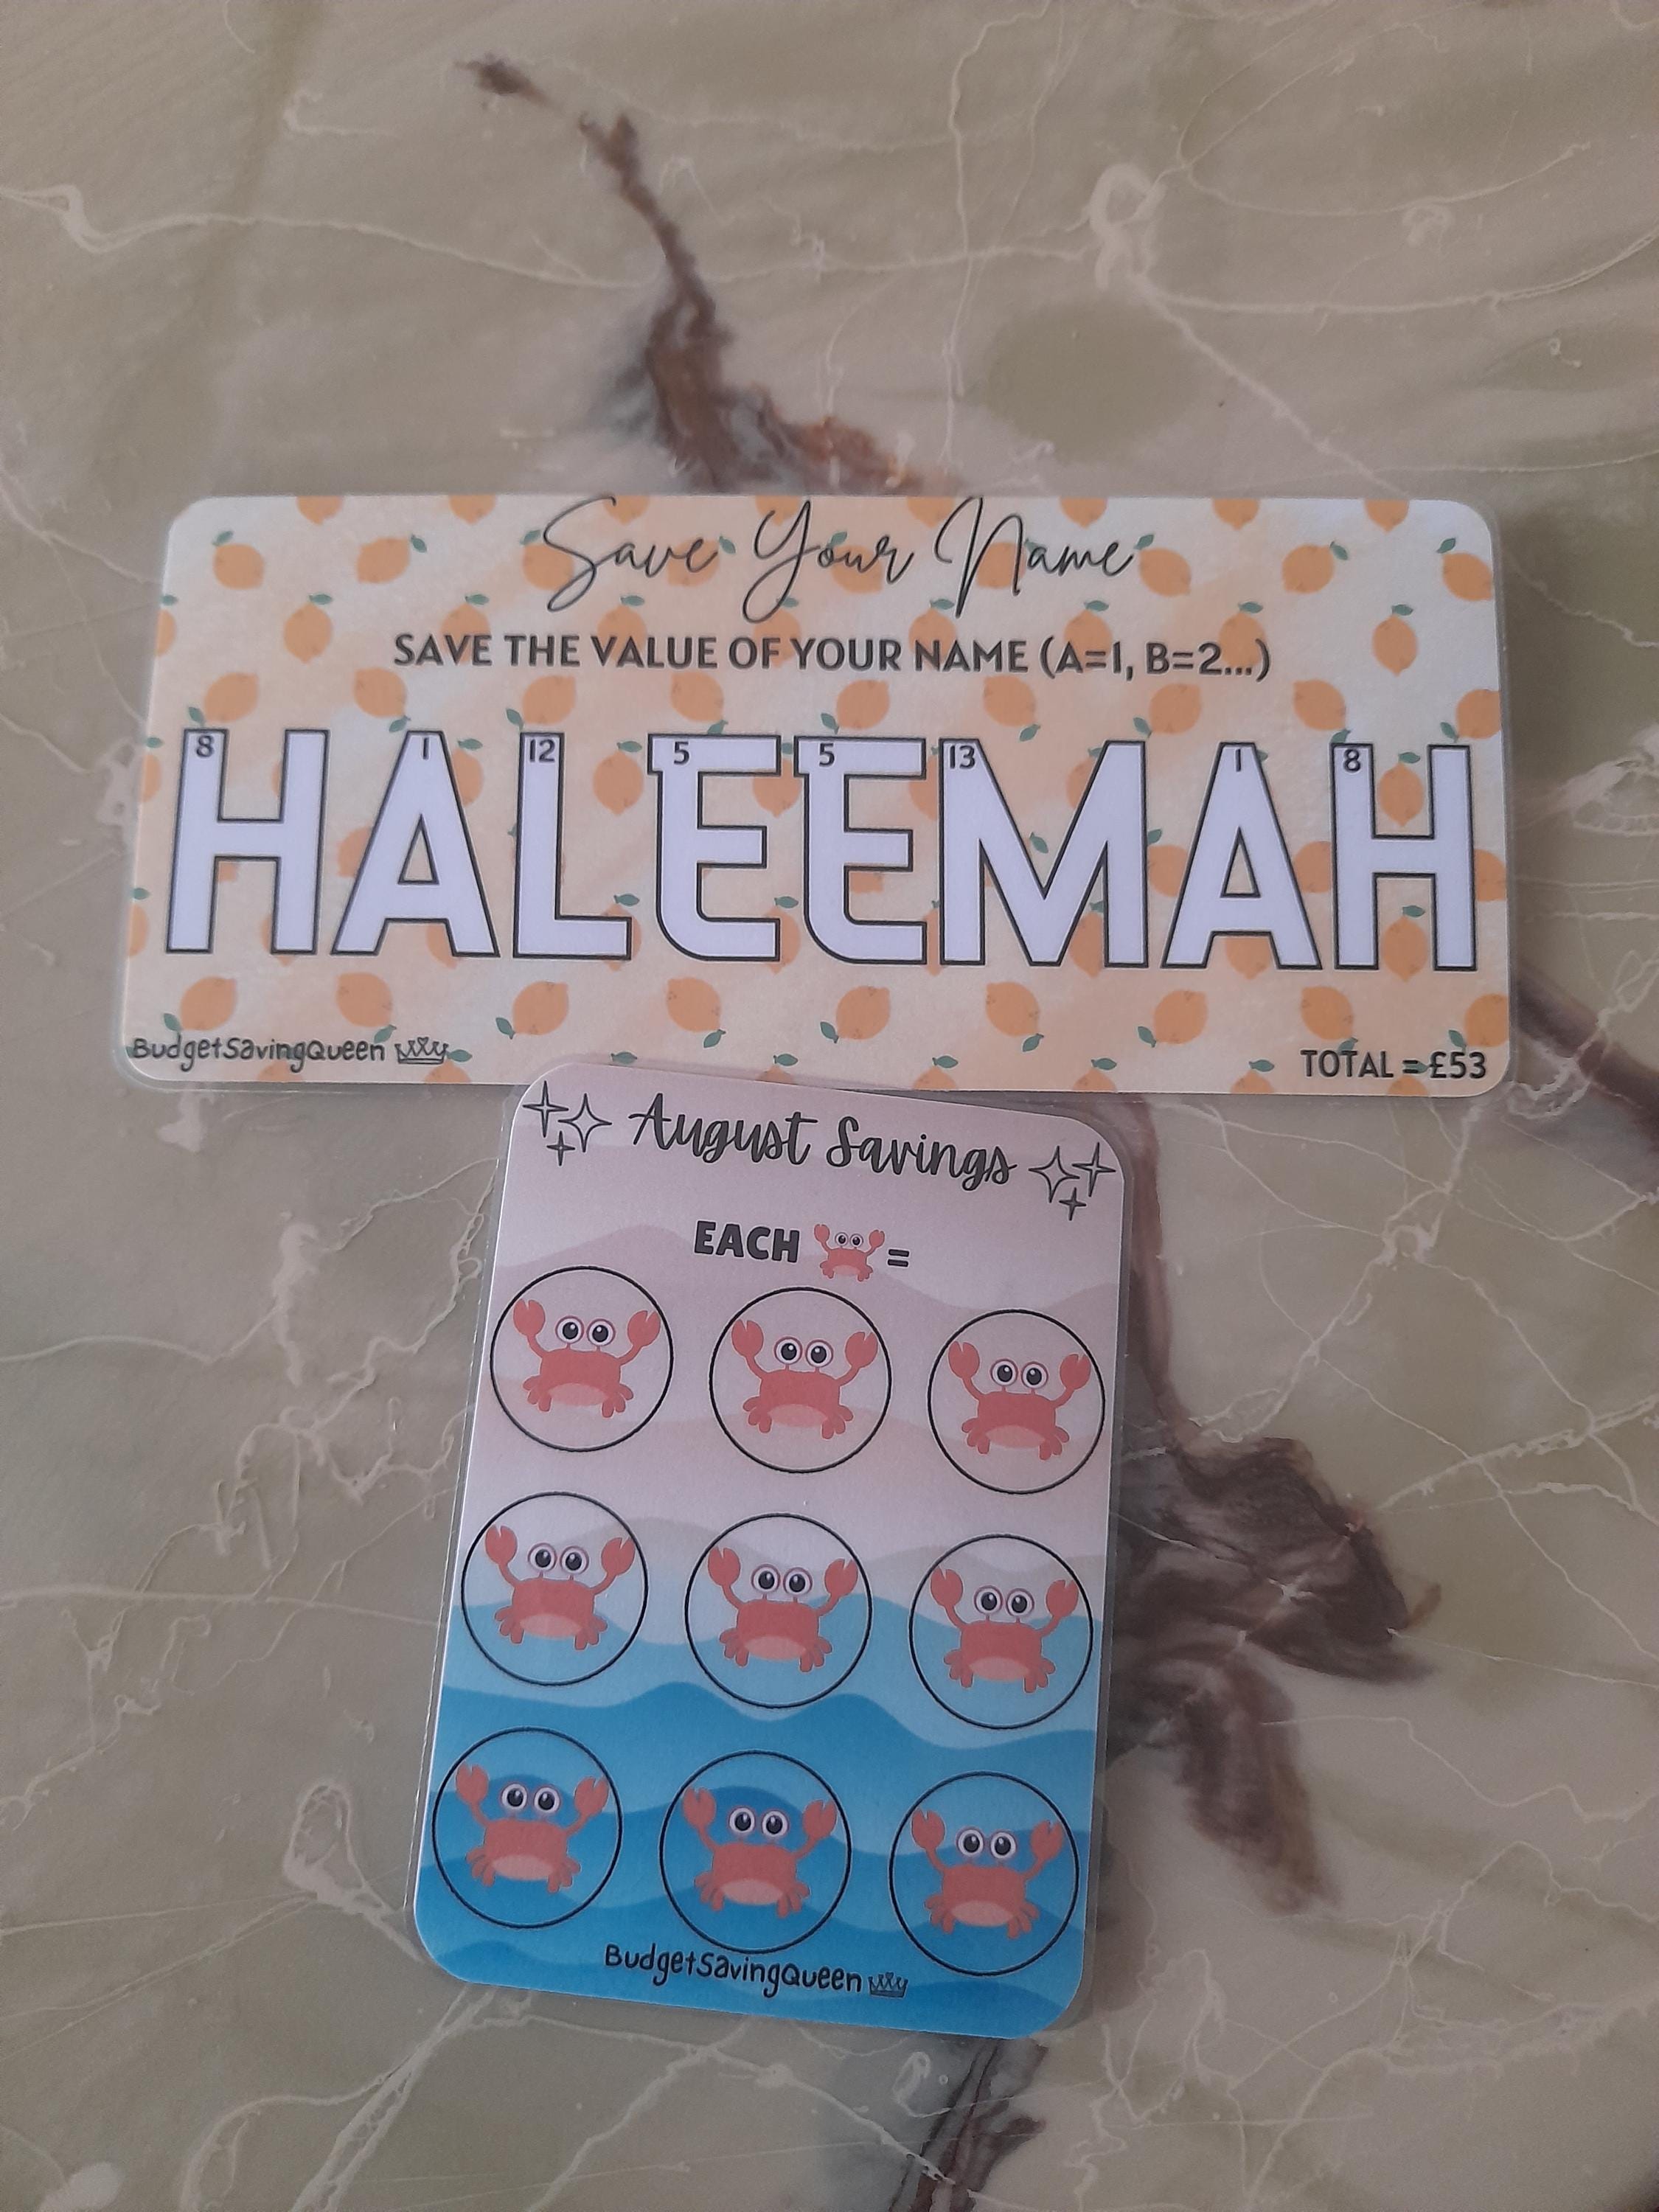 Save Your Name
SAVE THE VALUE OF YOUR NAME (A=1, B=2...)
8 1 12 5 5 13 1 8
HALEEMAH
BudgetSavingQueen
TOTAL = £53
August Savings
EACH =
BudgetSavingQueen